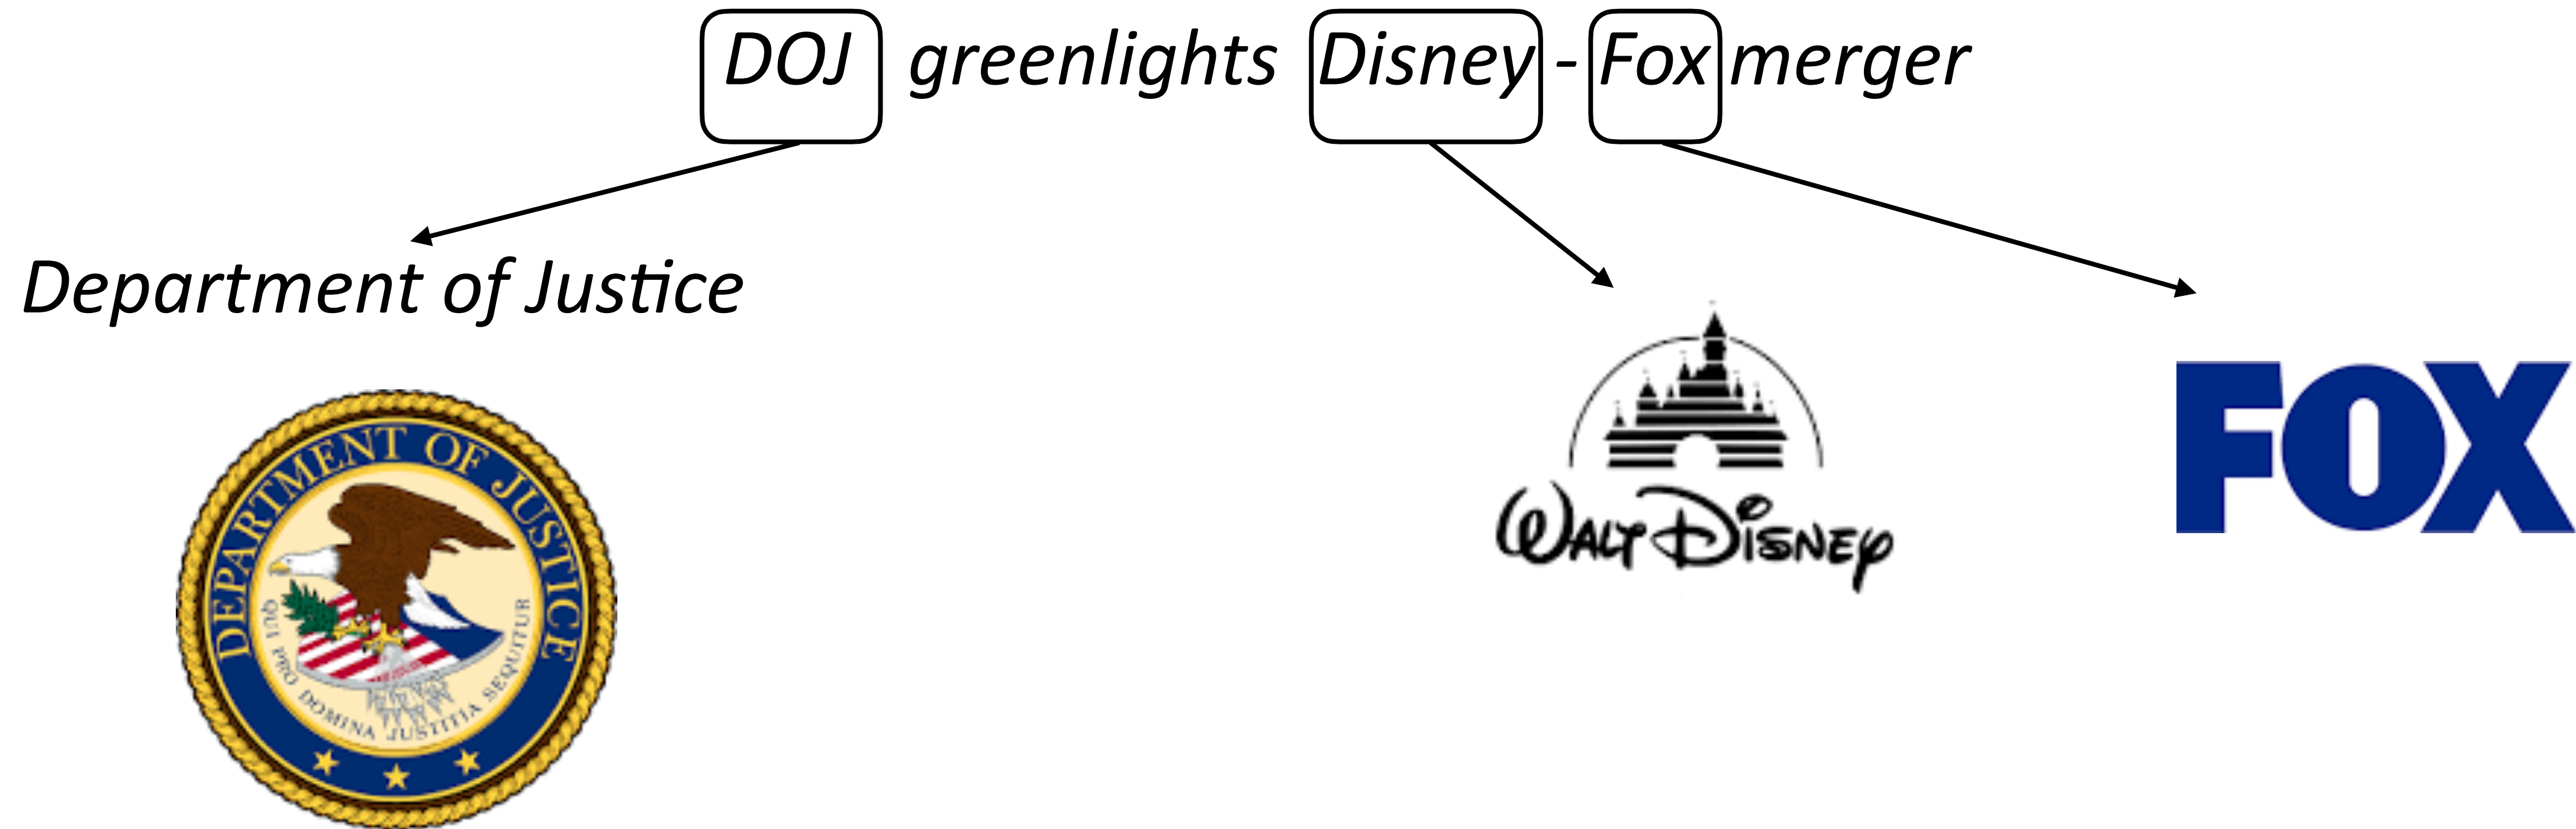 DOJ greenlights Disney - Fox merger
Department of Justice
DEPARTMENT OF JUSTICE
QUI PRO DOMINA JUSTITIA SEQUITUR
WALT DISNEY
FOX